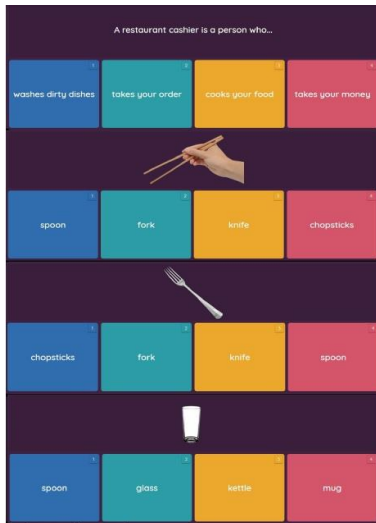 A restaurant cashier is a person who...
washes dirty dishes
takes your order
cooks your food
takes your money
spoon
fork
knife
chopsticks
chopsticks
fork
knife
spoon
spoon
glass
kettle
mug